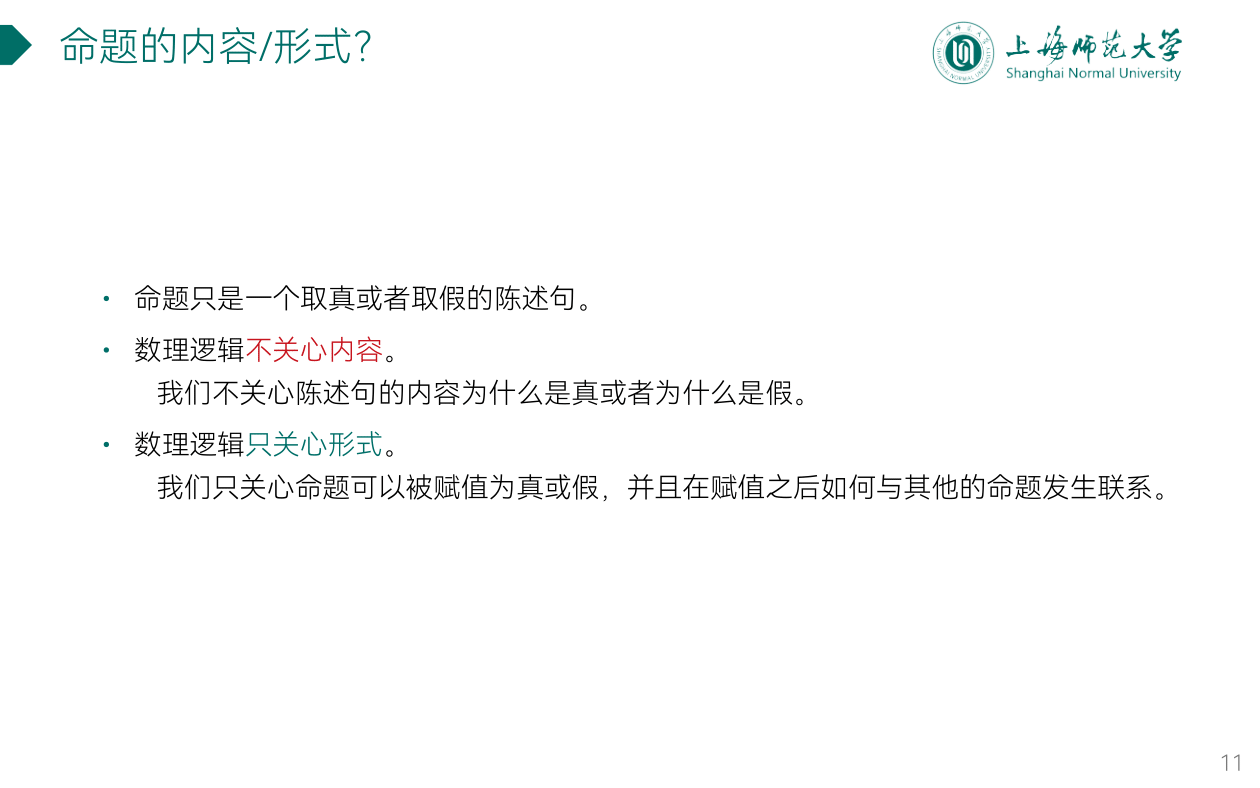 命题的内容/形式?
上海师范大学
Shanghai Normal University
• 命题只是一个取真或者取假的陈述句。
• 数理逻辑不关心内容。
我们不关心陈述句的内容为什么是真或者为什么是假。
• 数理逻辑只关心形式。
我们只关心命题可以被赋值为真或假，并且在赋值之后如何与其他的命题发生联系。
11